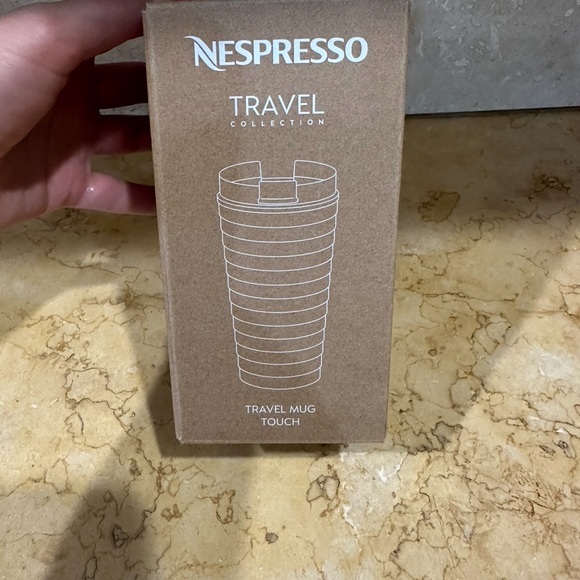 NESPRESSO
TRAVEL
COLLECTION
TRAVEL MUG
TOUCH